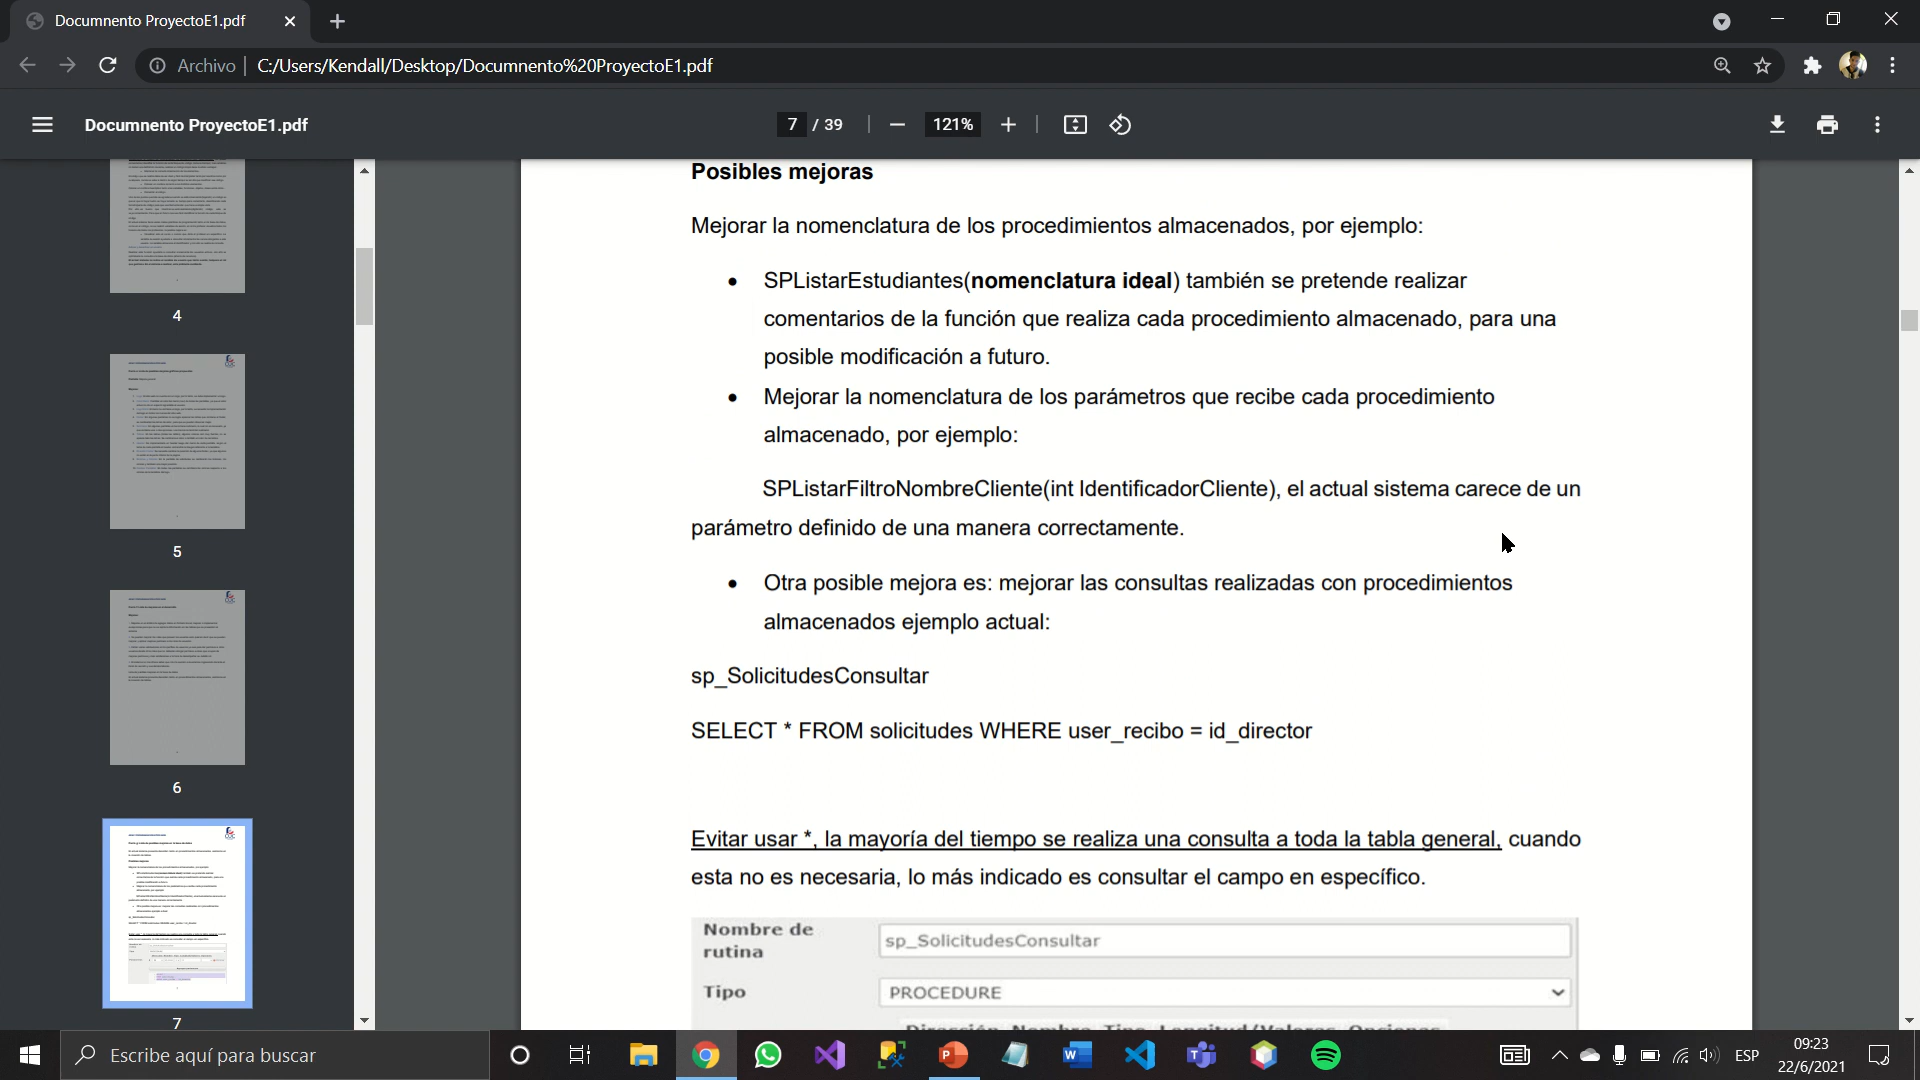 Documnento ProyectoE1.pdf
Archivo
C:/Users/Kendall/Desktop/Documnento%20ProyectoE1.pdf
Documnento ProyectoE1.pdf
7 / 39
121%
4
5
6
7
Posibles mejoras
Mejorar la nomenclatura de los procedimientos almacenados, por ejemplo:
• SPListarEstudiantes(nomenclatura ideal) también se pretende realizar
comentarios de la función que realiza cada procedimiento almacenado, para una
posible modificación a futuro.
• Mejorar la nomenclatura de los parámetros que recibe cada procedimiento
almacenado, por ejemplo:
SPListarFiltroNombreCliente(int IdentificadorCliente), el actual sistema carece de un
parámetro definido de una manera correctamente.
• Otra posible mejora es: mejorar las consultas realizadas con procedimientos
almacenados ejemplo actual:
sp_SolicitudesConsultar
SELECT * FROM solicitudes WHERE user_recibo = id_director
Evitar usar *, la mayoría del tiempo se realiza una consulta a toda la tabla general, cuando
esta no es necesaria, lo más indicado es consultar el campo en específico.
Nombre de
rutina
sp_SolicitudesConsultar
Tipo
PROCEDURE
Dirección Nombre Tipo Longitud/Valores Opciones
Escribe aquí para buscar
ESP
09:23
22/6/2021